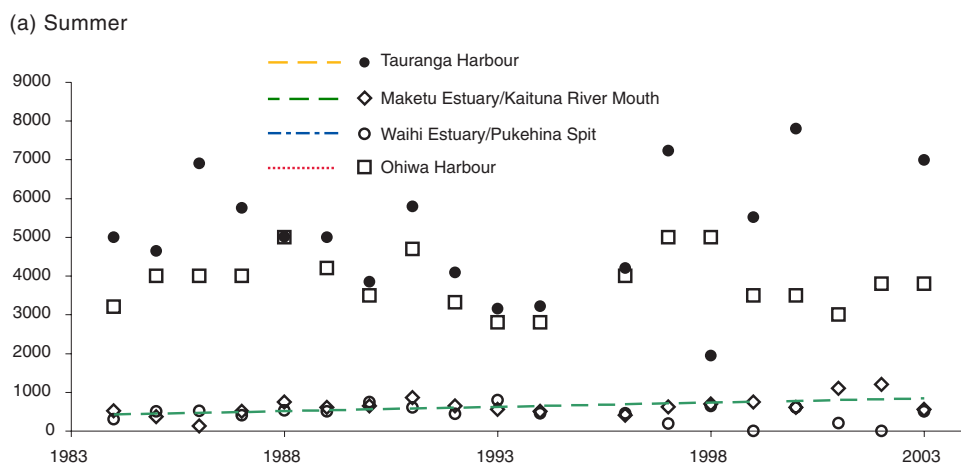 (a) Summer
Tauranga Harbour
Maketu Estuary/Kaituna River Mouth
Waihi Estuary/Pukehina Spit
Ohiwa Harbour
9000
8000
7000
6000
5000
4000
3000
2000
1000
0
1983 1988 1993 1998 2003